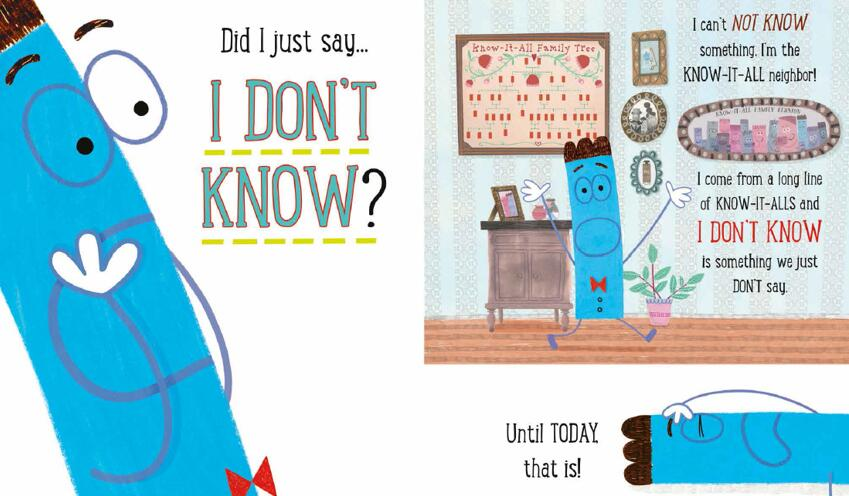 Did I just say...
I DON'T
KNOW?
Know-It-All Family Tree
I can't NOT KNOW
something. I'm the
KNOW-IT-ALL neighbor!
KNOW-IT-ALL FAMILY REUNION
I come from a long line
of KNOW-IT-ALLS and
I DON'T KNOW
is something we just
DON'T say.
Until TODAY,
that is!